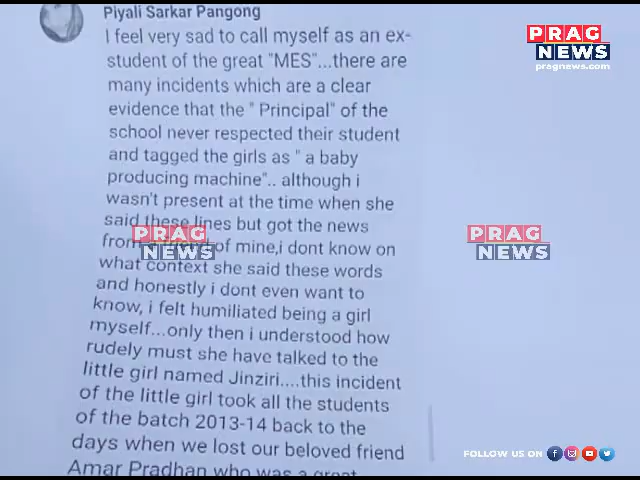 Piyali Sarkar Pangong
I feel very sad to call myself as an ex-
student of the great "MES"...there are
many incidents which are a clear
evidence that the " Principal" of the
school never respected their student
and tagged the girls as " a baby
producing machine".. although i
wasn't present at the time when she
said these lines but got the news
from a friend of mine,i dont know on
what context she said these words
and honestly i dont even want to
know, i felt humiliated being a girl
myself...only then i understood how
rudely must she have talked to the
little girl named Jinziri....this incident
of the little girl took all the students
of the batch 2013-14 back to the
days when we lost our beloved friend
Amar Pradhan who was a great
PRAG
NEWS
pragnews.com
PRAG
NEWS
PRAG
NEWS
FOLLOW US ON